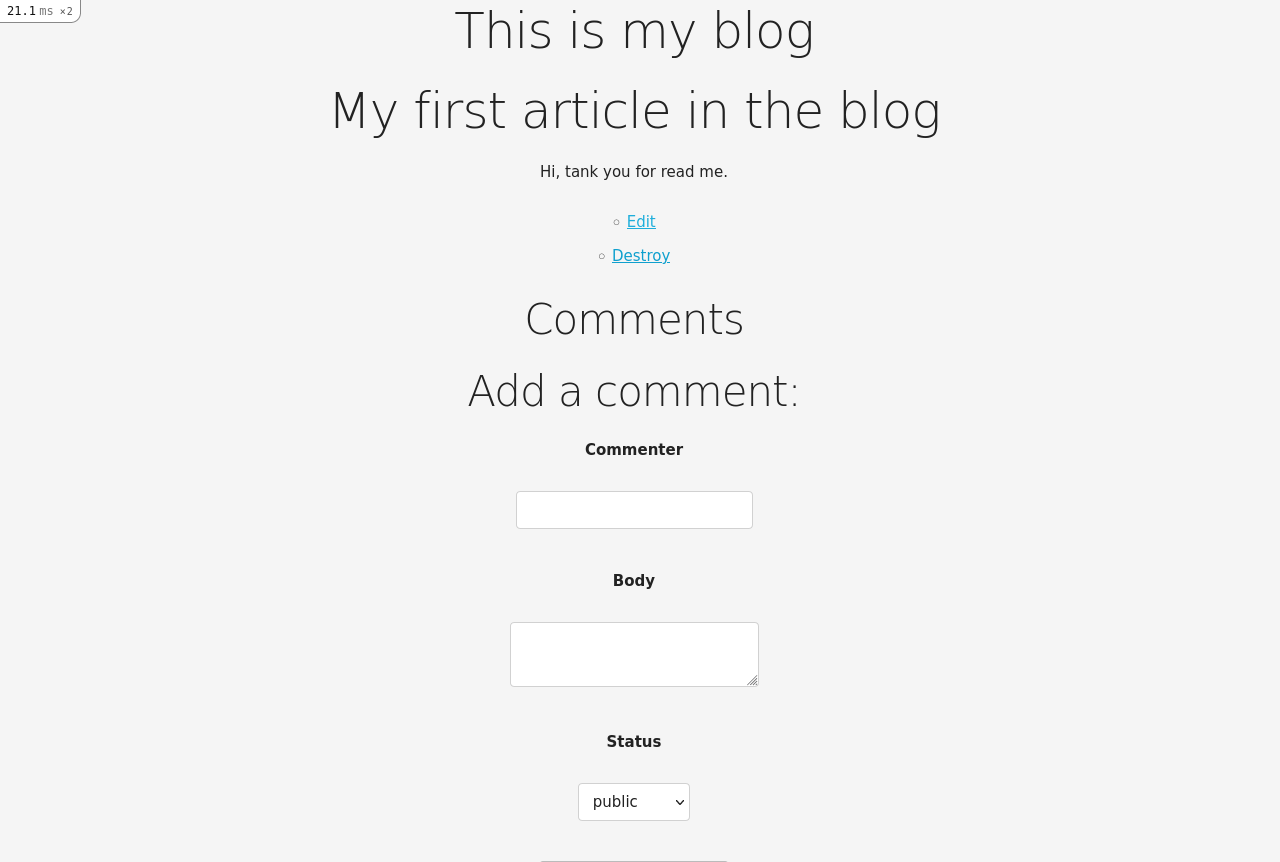 21.1 ms ×2
This is my blog
My first article in the blog
Hi, tank you for read me.
Edit
Destroy
Comments
Add a comment:
Commenter
Body
Status
public